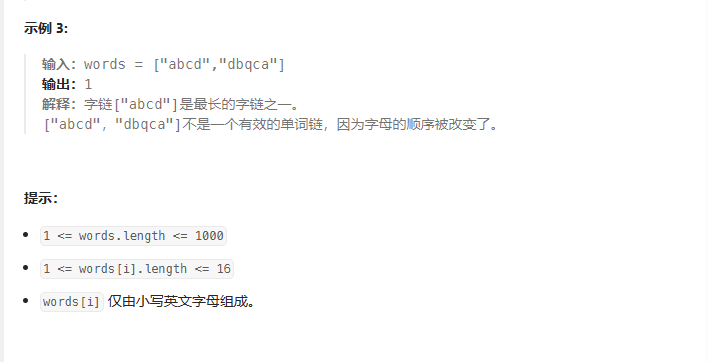 示例 3:
输入: words = ["abcd","dbqca"]
输出: 1
解释: 字链["abcd"]是最长的字链之一。
["abcd", "dbqca"]不是一个有效的单词链，因为字母的顺序被改变了。
提示:
1 <= words.length <= 1000
1 <= words[i].length <= 16
words[i] 仅由小写英文字母组成。